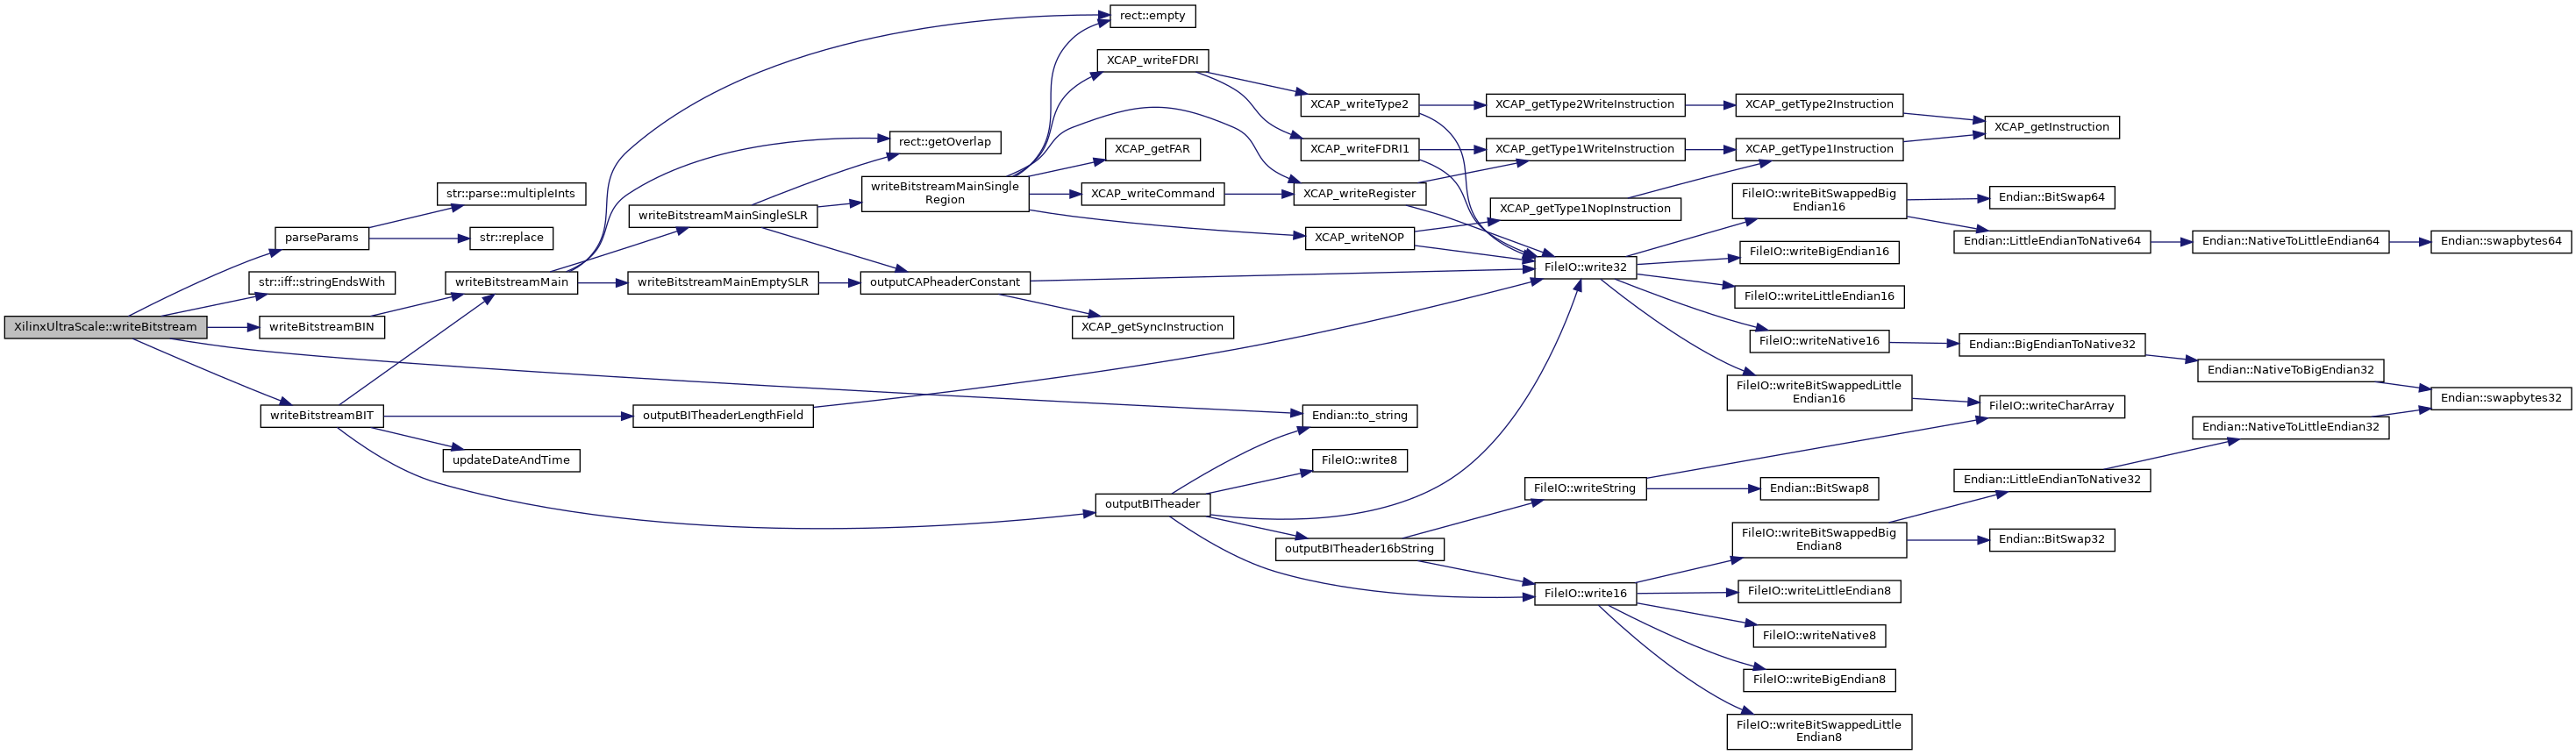 XilinxUltraScale::writeBitstream
parseParams
str::iff::stringEndsWith
writeBitstreamBIN
writeBitstreamBIT
str::parse::multipleInts
str::replace
writeBitstreamMain
updateDateAndTime
writeBitstreamMainSingleSLR
writeBitstreamMainEmptySLR
outputBITheaderLengthField
rect::getOverlap
writeBitstreamMainSingle
Region
outputCAPheaderConstant
rect::empty
XCAP_writeFDRI
XCAP_getFAR
XCAP_writeCommand
XCAP_getSyncInstruction
outputBITheader
XCAP_writeType2
XCAP_writeFDRI1
XCAP_writeRegister
XCAP_writeNOP
Endian::to_string
FileIO::write8
outputBITheader16bString
XCAP_getType2WriteInstruction
XCAP_getType1WriteInstruction
XCAP_getType1NopInstruction
FileIO::write32
FileIO::writeString
FileIO::write16
XCAP_getType2Instruction
XCAP_getType1Instruction
FileIO::writeBitSwappedBig
Endian16
FileIO::writeBigEndian16
FileIO::writeLittleEndian16
FileIO::writeNative16
FileIO::writeBitSwappedLittle
Endian16
Endian::BitSwap8
FileIO::writeBitSwappedBig
Endian8
FileIO::writeLittleEndian8
FileIO::writeNative8
FileIO::writeBigEndian8
FileIO::writeBitSwappedLittle
Endian8
XCAP_getInstruction
Endian::BitSwap64
Endian::LittleEndianToNative64
Endian::BigEndianToNative32
FileIO::writeCharArray
Endian::LittleEndianToNative32
Endian::BitSwap32
Endian::NativeToLittleEndian64
Endian::NativeToBigEndian32
Endian::NativeToLittleEndian32
Endian::swapbytes64
Endian::swapbytes32